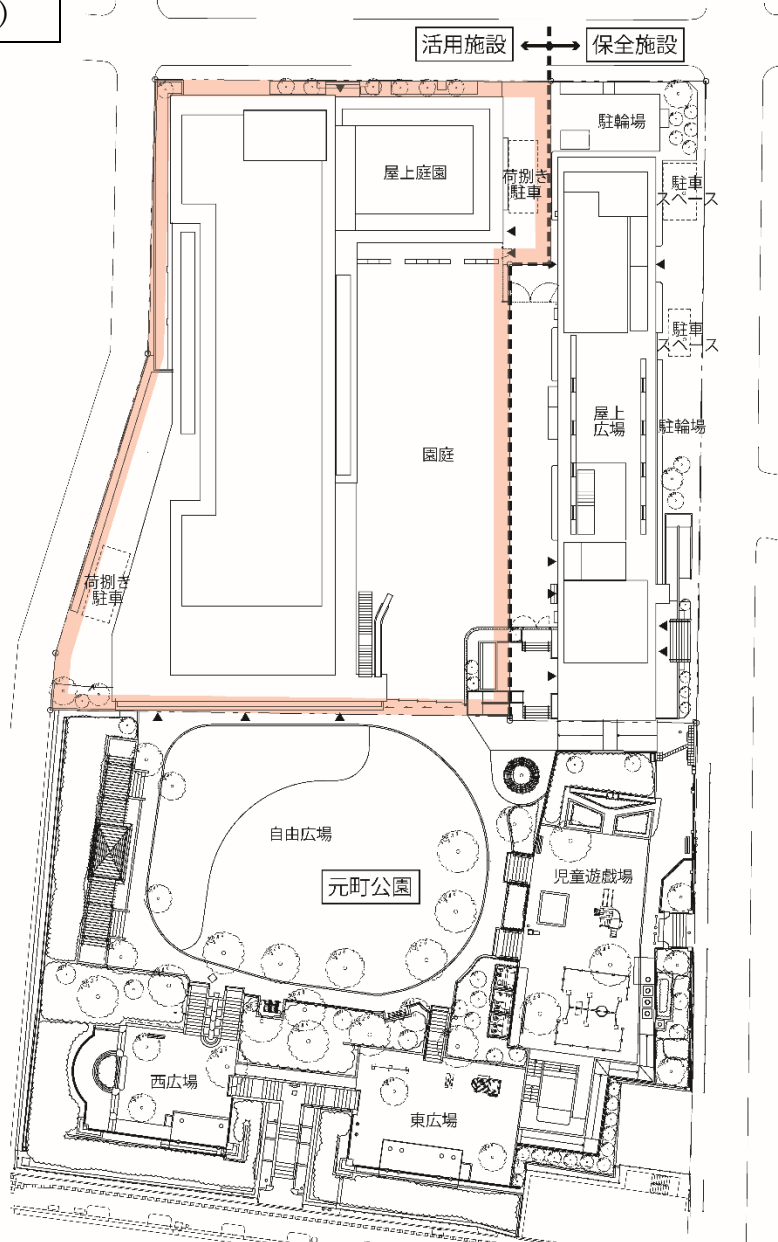 )
活用施設
保全施設
駐輪場
屋上庭園
荷捌き
駐車
駐車
スペース
駐車
スペース
屋上
広場
駐輪場
園庭
荷捌き
駐車
自由広場
元町公園
児童遊戯場
西広場
東広場